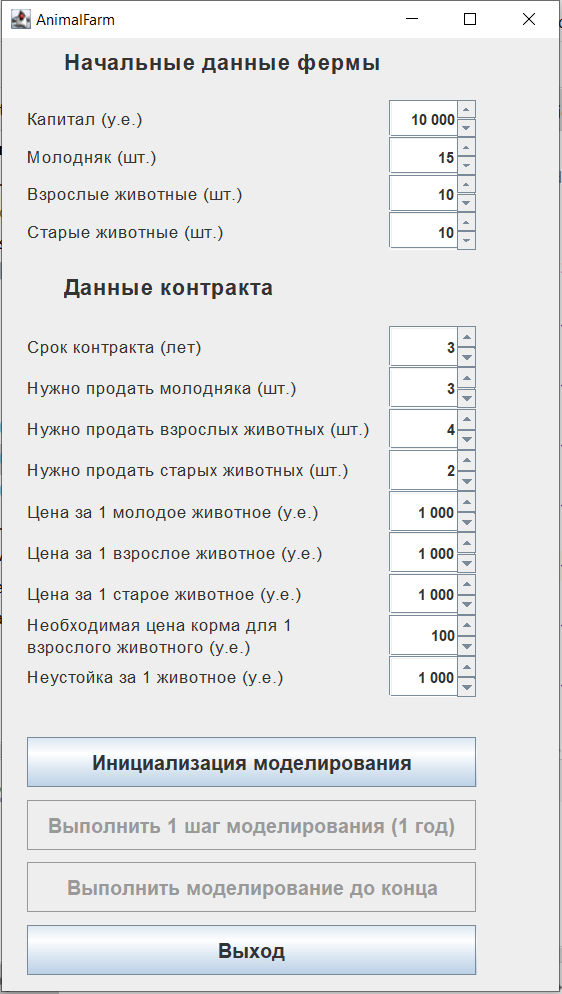 AnimalFarm
Начальные данные фермы
Капитал (у.е.) 10 000
Молодняк (шт.) 15
Взрослые животные (шт.) 10
Старые животные (шт.) 10
Данные контракта
Срок контракта (лет) 3
Нужно продать молодняка (шт.) 3
Нужно продать взрослых животных (шт.) 4
Нужно продать старых животных (шт.) 2
Цена за 1 молодое животное (у.е.) 1 000
Цена за 1 взрослое животное (у.е.) 1 000
Цена за 1 старое животное (у.е.) 1 000
Необходимая цена корма для 1
взрослого животного (у.е.) 100
Неустойка за 1 животное (у.е.) 1 000
Инициализация моделирования
Выполнить 1 шаг моделирования (1 год)
Выполнить моделирование до конца
Выход